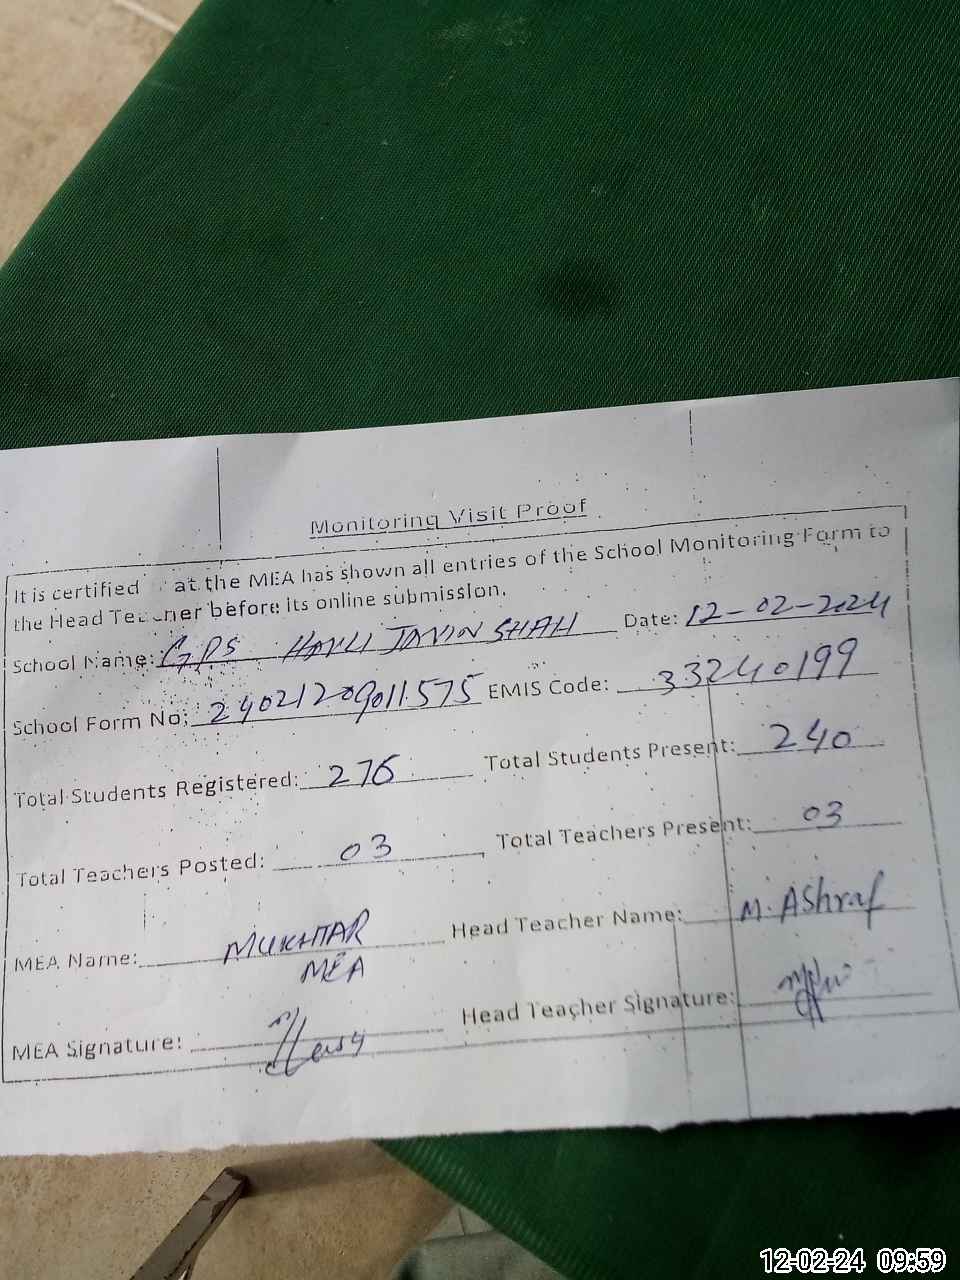 Monitoring Visit Proof
It is certified at the MEA has shown all entries of the School Monitoring Form to
the Head Teacher before its online submission.
School Name: GPS SHAH Date: 12-02-2024
School Form No: 24021209011575 EMIS Code: 33240199
Total Students Registered: 276 Total Students Present: 240
Total Teachers Posted: 03 Total Teachers Present: 03
MEA Name: MUKHTAR Head Teacher Name: M. AShraf
MEA
MEA Signature: Head Teacher Signature:
12-02-24 09:59